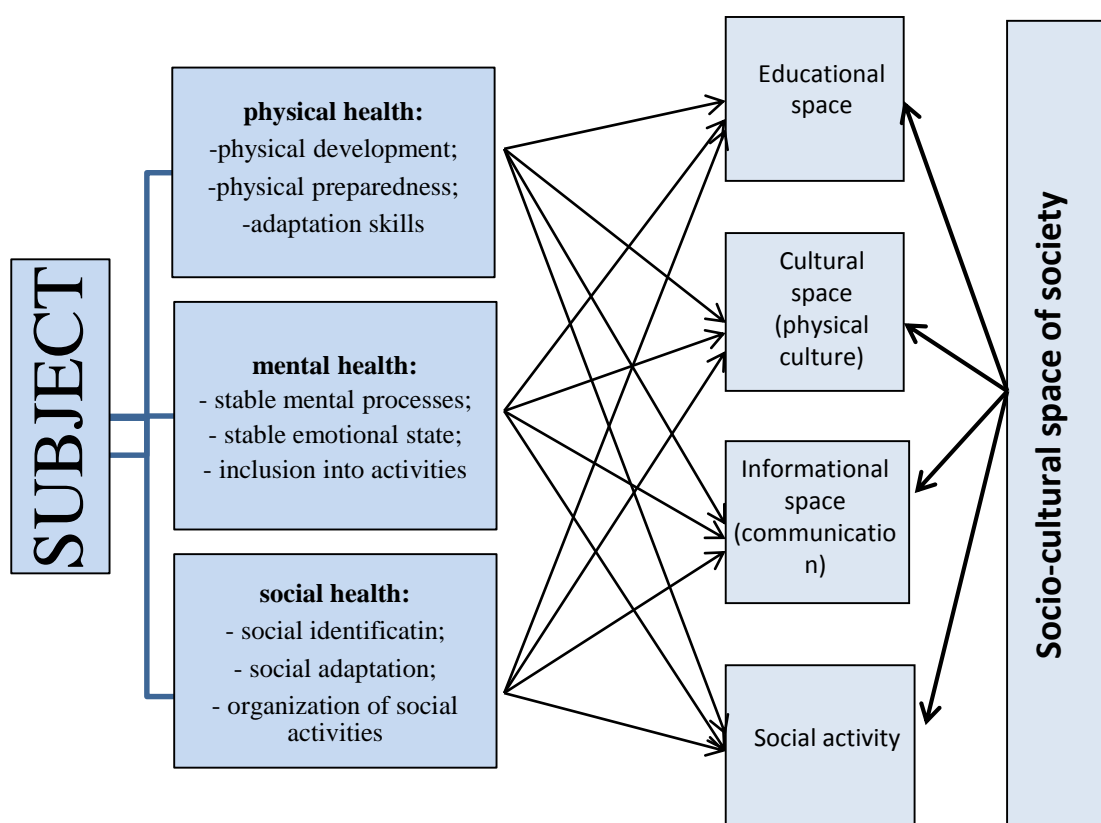 SUBJECT
physical health:
-physical development;
-physical preparedness;
-adaptation skills
mental health:
- stable mental processes;
- stable emotional state;
- inclusion into activities
social health:
- social identificatin;
- social adaptation;
- organization of social
activities
Educational
space
Cultural
space
(physical
culture)
Informational
space
(communicatio
n)
Social activity
Socio-cultural space of society